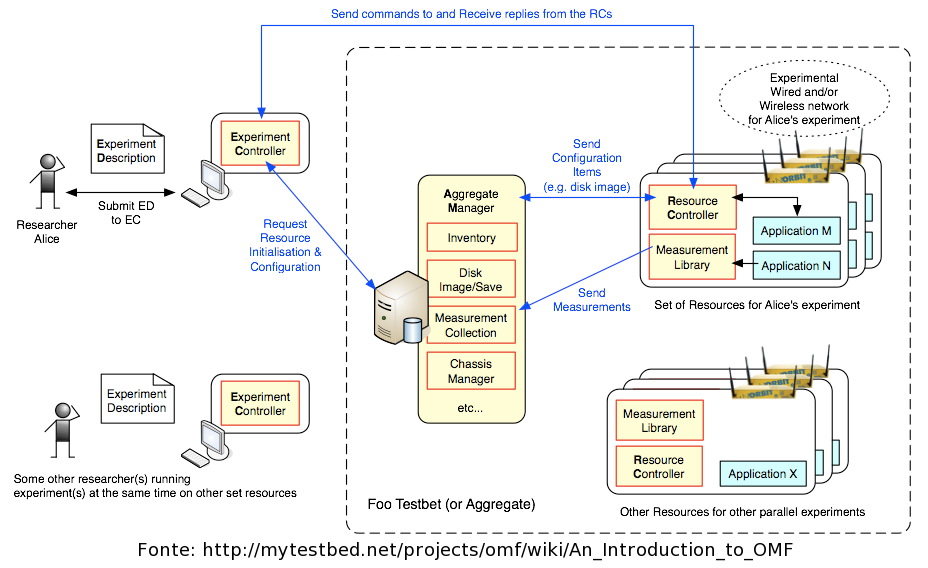 Send commands to and Receive replies from the RCs
Experimental
Wired and/or
Wireless network
for Alice's experiment
Experiment
Description
Experiment
Controller
Researcher
Alice
Submit ED
to EC
Request
Resource
Initialisation &
Configuration
Aggregate
Manager
Inventory
Disk
Image/Save
Measurement
Collection
Chassis
Manager
etc...
Send
Configuration
Items
(e.g. disk image)
Send
Measurements
ORBIT
Resource
Controller
Measurement
Library
Application M
Application N
Set of Resources for Alice's experiment
Experiment
Description
Experiment
Controller
Some other researcher(s) running
experiment(s) at the same time on other set resources
ORBIT
Measurement
Library
Resource
Controller
Application X
Other Resources for other parallel experiments
Foo Testbet (or Aggregate)
Fonte: http://mytestbed.net/projects/omf/wiki/An_Introduction_to_OMF